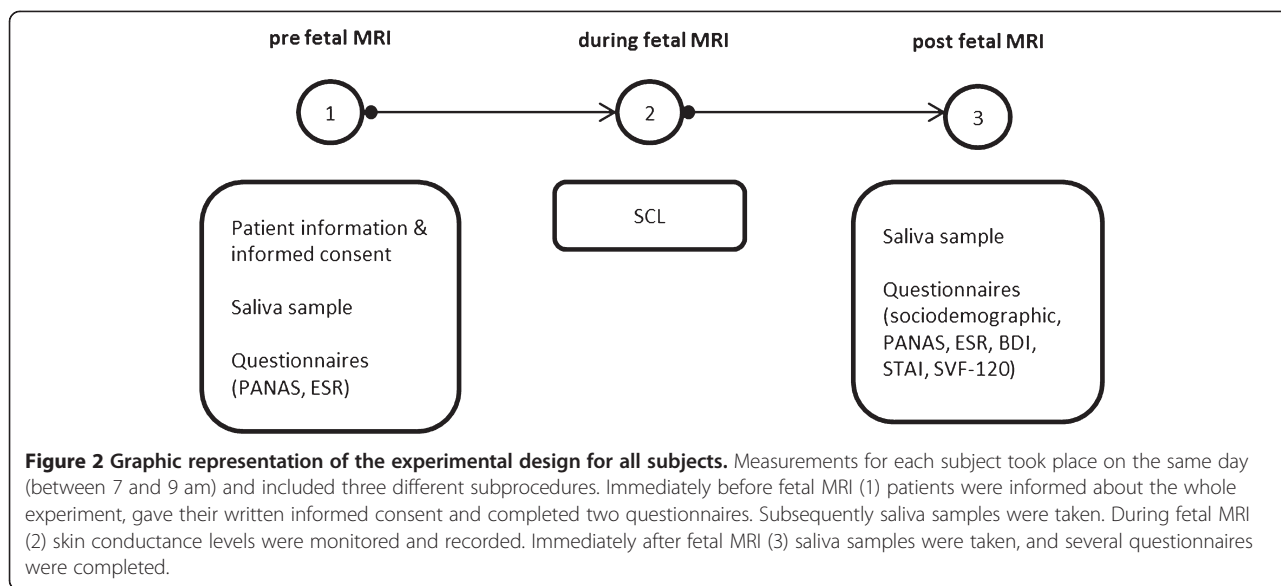 pre fetal MRI
during fetal MRI
post fetal MRI
1
2
3
Patient information &
informed consent
Saliva sample
Questionnaires
(PANAS, ESR)
SCL
Saliva sample
Questionnaires
(sociodemographic,
PANAS, ESR, BDI,
STAI, SVF-120)
Figure 2 Graphic representation of the experimental design for all subjects. Measurements for each subject took place on the same day
(between 7 and 9 am) and included three different subprocedures. Immediately before fetal MRI (1) patients were informed about the whole
experiment, gave their written informed consent and completed two questionnaires. Subsequently saliva samples were taken. During fetal MRI
(2) skin conductance levels were monitored and recorded. Immediately after fetal MRI (3) saliva samples were taken, and several questionnaires
were completed.